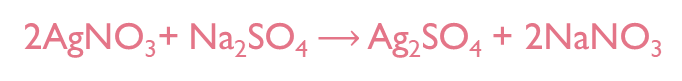 2AgNO₃+ Na₂SO₄ ⟶ Ag₂SO₄ + 2NaNO₃